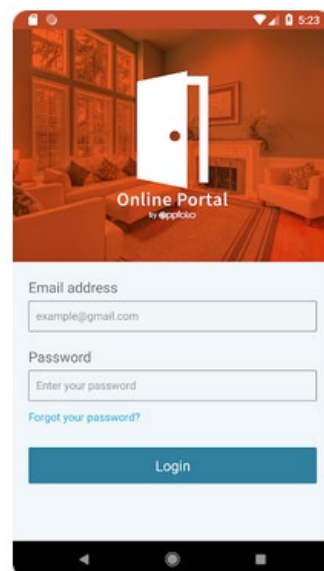 5:23
Online Portal
by appfolio
Email address
example@gmail.com
Password
Enter your password
Forgot your password?
Login